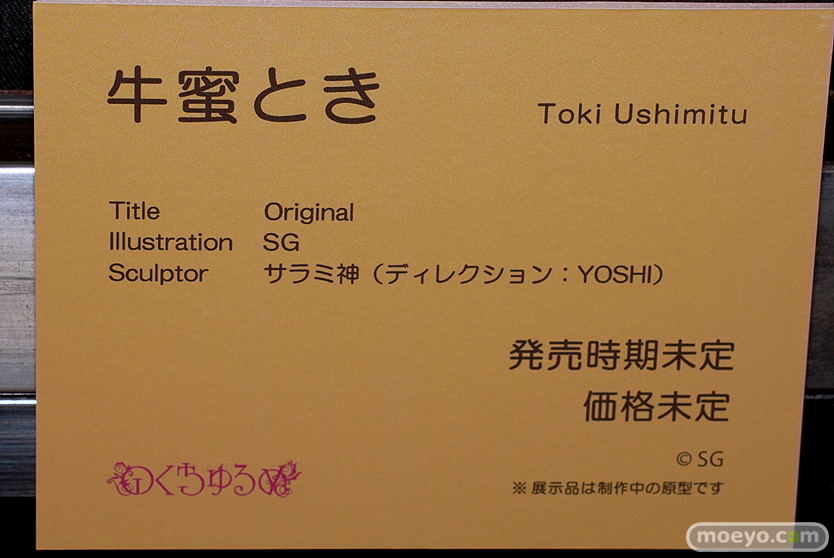 牛蜜とき
Toki Ushimitu
Title Original
Illustration SG
Sculptor サラミ神（ディレクション：YOSHI）
発売時期未定
価格未定
© SG
※ 展示品は制作中の原型です
moeyo.com